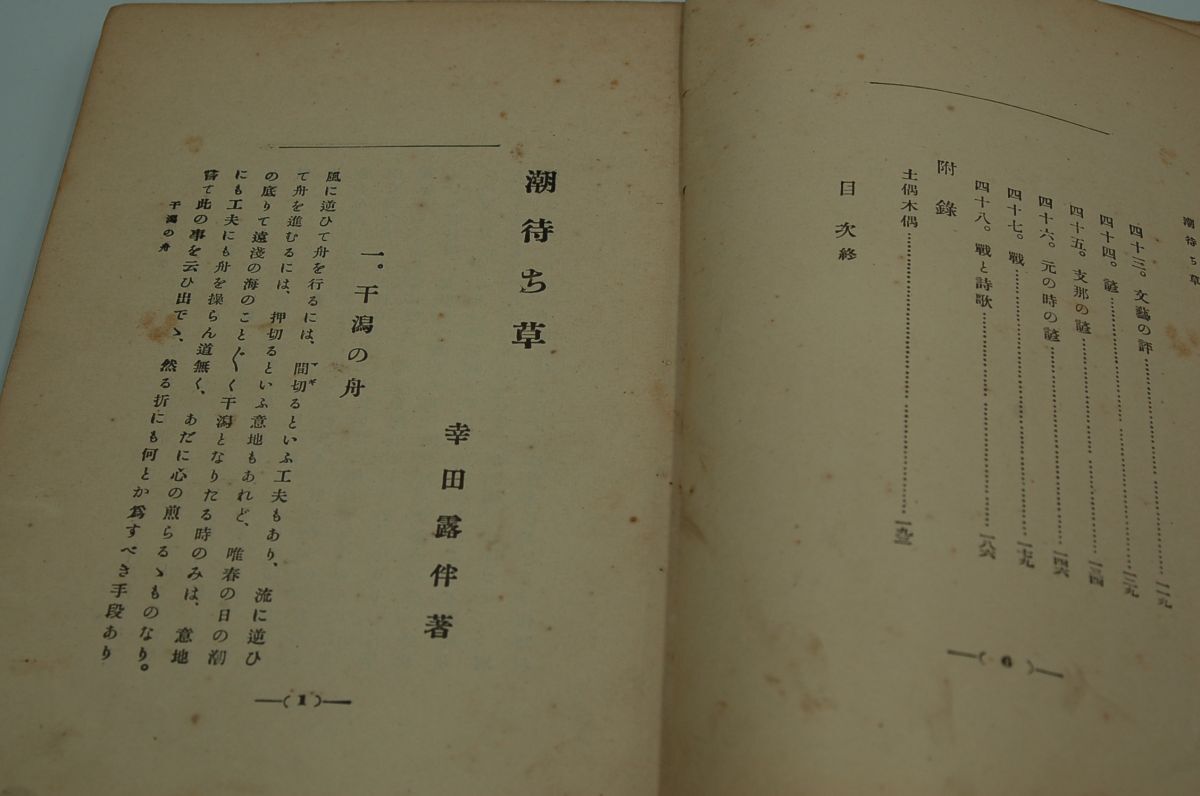 潮待ち草
四十三。文藝の評
四十四。諺
四十五。支那の諺
四十六。元の時の諺
四十七。戰
四十八。戰と詩歌
附錄
土偶木偶
目次終
—( 6 )—
潮待ち草
幸田露伴著
一。干潟の舟
風に逆ひて舟を行るには、間切るといふ工夫もあり、流に逆ひ
マギ
て舟を進むるには、押切るといふ意地もあれど、唯春の日の潮
の底りて遠淺の海のこと〴〵く干潟となりたる時のみは、意地
にも工夫にも舟を操らん道無く、あだに心の煎らるゝものなり。
嘗て此の事を云ひ出でゝ、然る折にも何とか爲すべき手段あり
干潟の舟
—( 1 )—